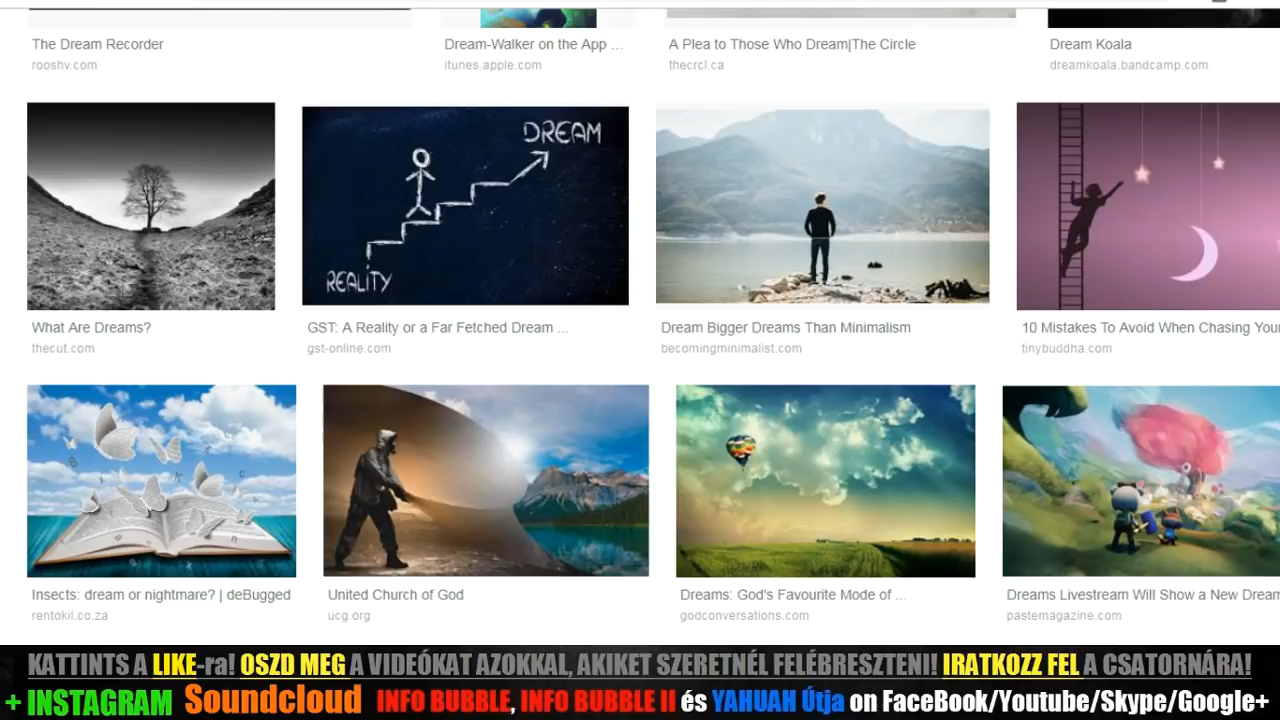 The Dream Recorder
rooshv.com
Dream-Walker on the App ...
itunes.apple.com
A Plea to Those Who Dream|The Circle
thecrcl.ca
Dream Koala
dreamkoala.bandcamp.com
DREAM
REALITY
What Are Dreams?
thecut.com
GST: A Reality or a Far Fetched Dream ...
gst-online.com
Dream Bigger Dreams Than Minimalism
becomingminimalist.com
10 Mistakes To Avoid When Chasing You
tinybuddha.com
Insects: dream or nightmare? | deBugged
rentokil.co.za
United Church of God
ucg.org
Dreams: God's Favourite Mode of ...
godconversations.com
Dreams Livestream Will Show a New Dream
pastemagazine.com
KATTINTS A LIKE-ra! OSZD MEG A VIDEÓKAT AZOKKAL, AKIKET SZERETNÉL FELÉBRESZTENI! IRATKOZZ FEL A CSATORNÁRA!
+ INSTAGRAM Soundcloud INFO BUBBLE, INFO BUBBLE II és YAHUAH Útja on FaceBook/Youtube/Skype/Google+